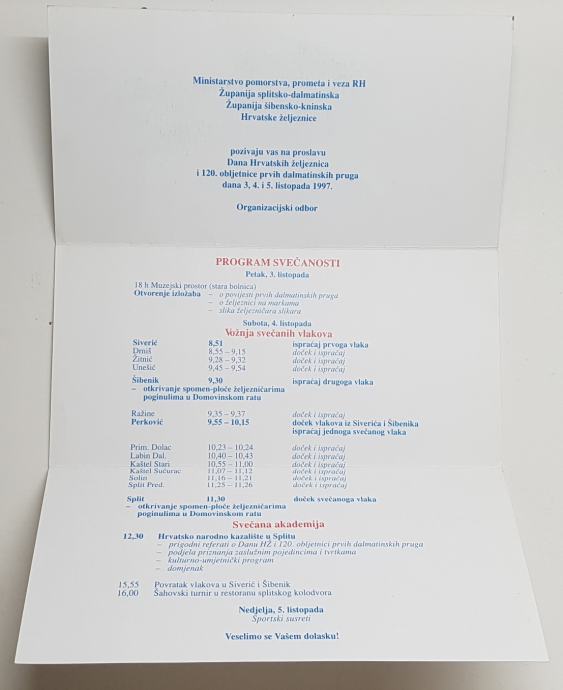 Ministarstvo pomorstva, prometa i veza RH
Županija splitsko-dalmatinska
Županija šibensko-kninska
Hrvatske željeznice
pozivaju vas na proslavu
Dana Hrvatskih željeznica
i 120. obljetnice prvih dalmatinskih pruga
dana 3, 4. i 5. listopada 1997.
Organizacijski odbor
PROGRAM SVEČANOSTI
Petak, 3. listopada
18 h Muzejski prostor (stara bolnica)
Otvorenje izložaba – o povijesti prvih dalmatinskih pruga
– o željeznici na markama
– slika željezničara slikara
Subota, 4. listopada
Vožnja svečanih vlakova
Siverić 8,51 ispraćaj prvoga vlaka
Drniš 8,55 – 9,15 doček i ispraćaj
Žitnić 9,28 – 9,32 doček i ispraćaj
Unešić 9,45 – 9,54 doček i ispraćaj
Šibenik 9,30 ispraćaj drugoga vlaka
– otkrivanje spomen-ploče željezničarima
poginulima u Domovinskom ratu
Ražine 9,35 – 9,37 doček i ispraćaj
Perković 9,55 – 10,15 doček vlakova iz Siverića i Šibenika
ispraćaj jednoga svečanog vlaka
Prim. Dolac 10,23 – 10,24 doček i ispraćaj
Labin Dal. 10,40 – 10,43 doček i ispraćaj
Kaštel Stari 10,55 – 11,00 doček i ispraćaj
Kaštel Sućurac 11,07 – 11,12 doček i ispraćaj
Solin 11,16 – 11,21 doček i ispraćaj
Split Pred. 11,25 – 11,26 doček i ispraćaj
Split 11,30 doček svečanoga vlaka
– otkrivanje spomen-ploče željezničarima
poginulima u Domovinskom ratu
Svečana akademija
12,30 Hrvatsko narodno kazalište u Splitu
– prigodni referati o Danu HŽ i 120. obljetnici prvih dalmatinskih pruga
– podjela priznanja zaslužnim pojedincima i tvrtkama
– kulturno-umjetnički program
– domjenak
15,55 Povratak vlakova u Siverić i Šibenik
16,00 Šahovski turnir u restoranu splitskog kolodvora
Nedjelja, 5. listopada
Športski susreti
Veselimo se Vašem dolasku!